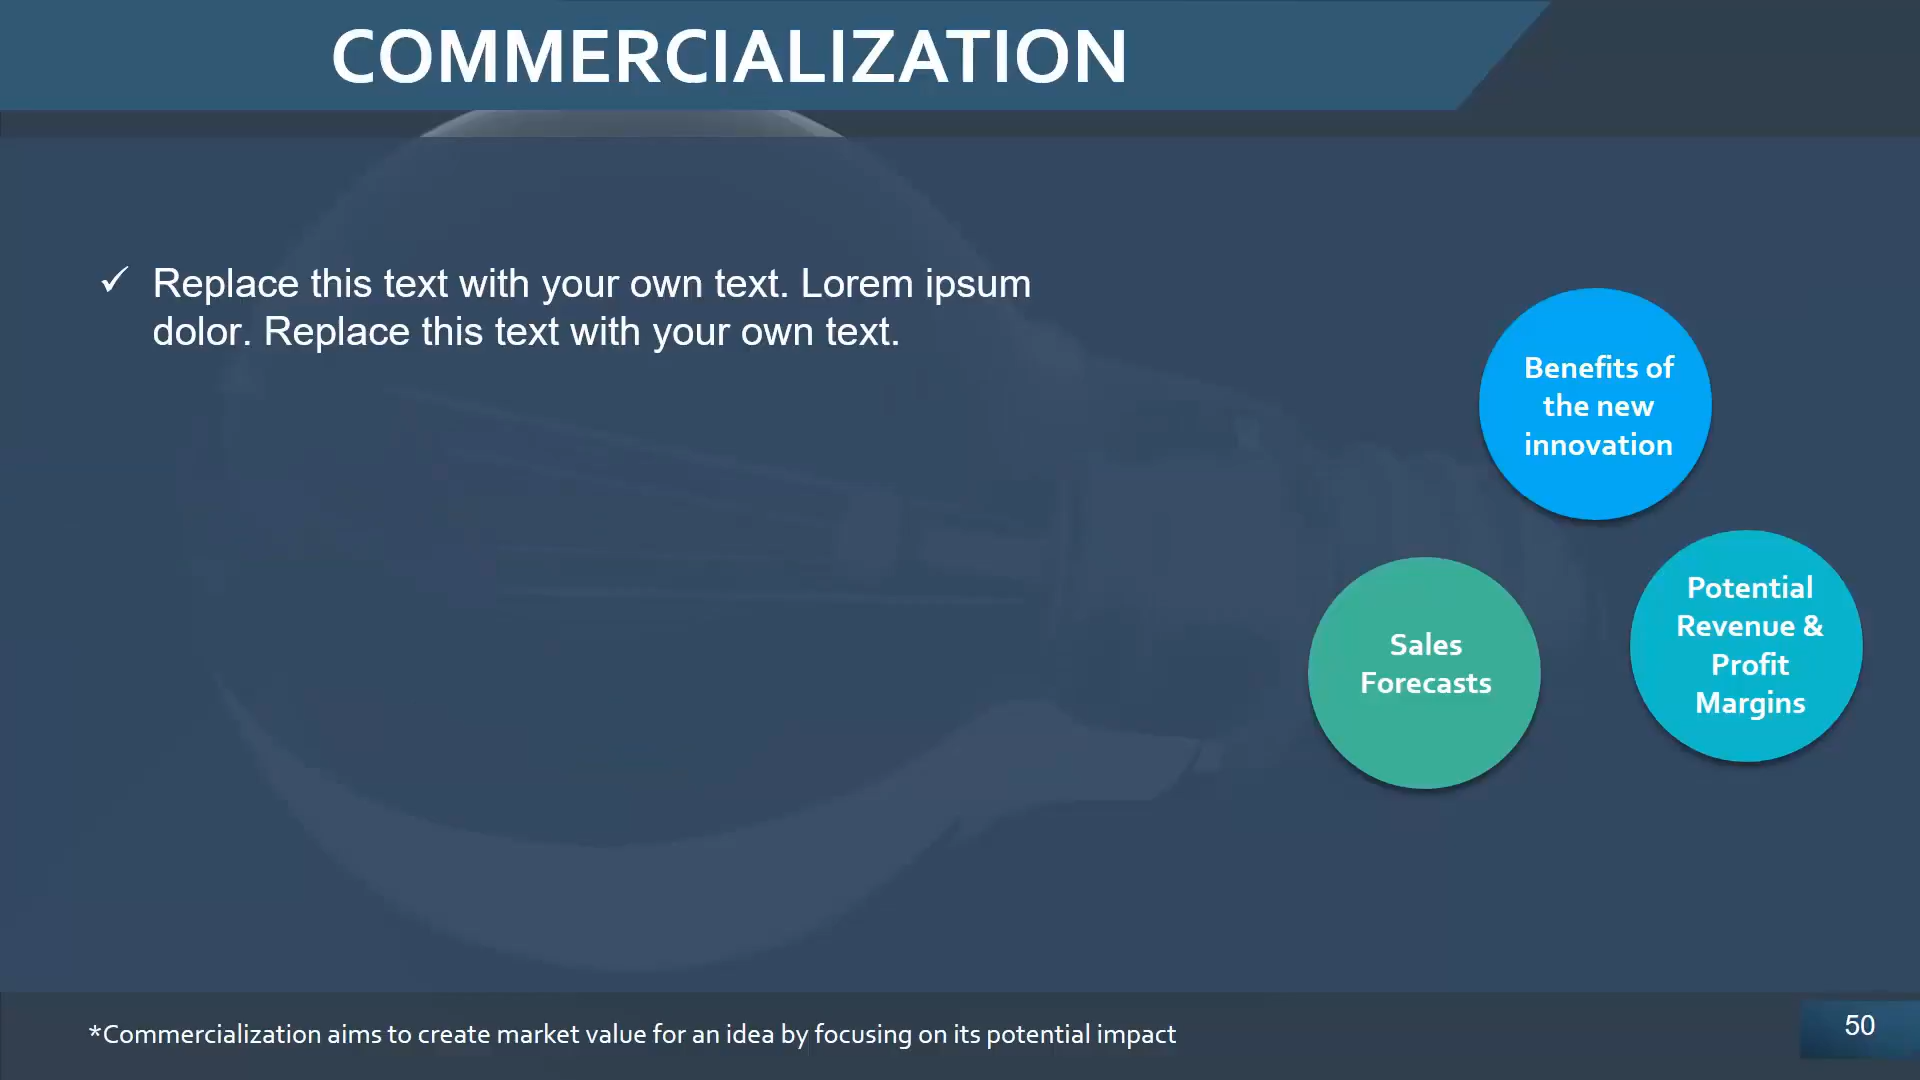 COMMERCIALIZATION
✓ Replace this text with your own text. Lorem ipsum
dolor. Replace this text with your own text.
Benefits of
the new
innovation
Sales
Forecasts
Potential
Revenue &
Profit
Margins
*Commercialization aims to create market value for an idea by focusing on its potential impact
50